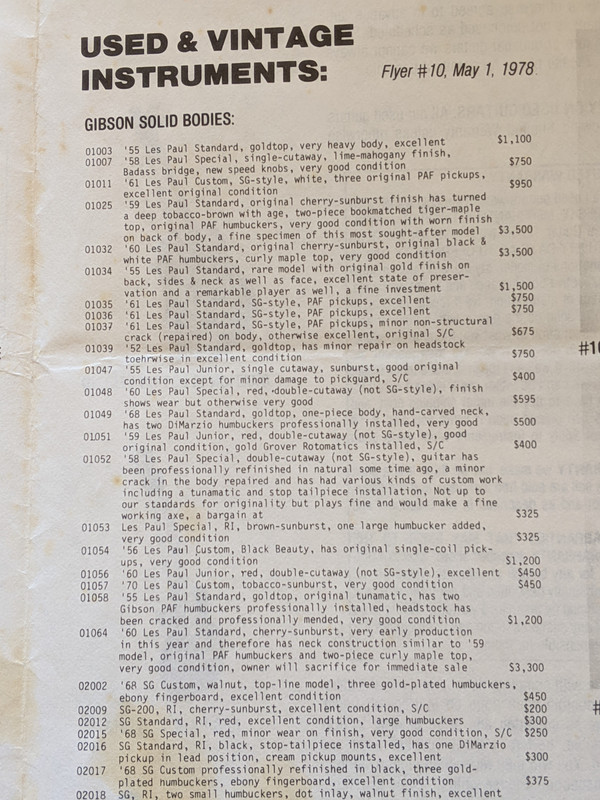 USED & VINTAGE
INSTRUMENTS:
Flyer #10, May 1, 1978
GIBSON SOLID BODIES:
01003 '55 Les Paul Standard, goldtop, very heavy body, excellent $1,100
01007 '58 Les Paul Special, single-cutaway, lime-mahogany finish,
Badass bridge, new speed knobs, very good condition $750
01011 '61 Les Paul Custom, SG-style, white, three original PAF pickups,
excellent original condition $950
01025 '59 Les Paul Standard, original cherry-sunburst finish has turned
a deep tobacco-brown with age, two-piece bookmatched tiger-maple
top, original PAF humbuckers, very good condition with worn finish
on back of body, a fine specimen of this most sought-after model $3,500
01032 '60 Les Paul Standard, original cherry-sunburst, original black &
white PAF humbuckers, curly maple top, very good condition $3,500
01034 '55 Les Paul Standard, rare model with original gold finish on
back, sides & neck as well as face, excellent state of preser-
vation and a remarkable player as well, a fine investment $1,500
01035 '61 Les Paul Standard, SG-style, PAF pickups, excellent $750
01036 '61 Les Paul Standard, SG-style, PAF pickups, excellent $750
01037 '61 Les Paul Standard, SG-style, PAF pickups, minor non-structural
crack (repaired) on body, otherwise excellent, original S/C $675
01039 '52 Les Paul Standard, goldtop, has minor repair on headstock
toehrwise in excellent condition $750
01047 '55 Les Paul Junior, single cutaway, sunburst, good original
condition except for minor damage to pickguard, S/C $400
01048 '60 Les Paul Special, red, double-cutaway (not SG-style), finish
shows wear but otherwise very good $595
01049 '68 Les Paul Standard, goldtop, one-piece body, hand-carved neck,
has two DiMarzio humbuckers professionally installed, very good $500
01051 '59 Les Paul Junior, red, double-cutaway (not SG-style), good
original condition, gold Grover Rotomatics installed, S/C $400
01052 '58 Les Paul Special, double-cutaway (not SG-style), guitar has
been professionally refinished in natural some time ago, a minor
crack in the body repaired and has had various kinds of custom work
including a tunamatic and stop tailpiece installation, Not up to
our standards for originality but plays fine and would make a fine
working axe, a bargain at $325
01053 Les Paul Special, RI, brown-sunburst, one large humbucker added,
very good condition $325
01054 '56 Les Paul Custom, Black Beauty, has original single-coil pick-
ups, very good condition $1,200
01056 '60 Les Paul Junior, red, double-cutaway (not SG-style), excellent $450
01057 '70 Les Paul Custom, tobacco-sunburst, very good condition $450
01058 '55 Les Paul Standard, goldtop, original tunamatic, has two
Gibson PAF humbuckers professionally installed, headstock has
been cracked and professionally mended, very good condition $1,200
01064 '60 Les Paul Standard, cherry-sunburst, very early production
in this year and therefore has neck construction similar to '59
model, original PAF humbuckers and two-piece curly maple top,
very good condition, owner will sacrifice for immediate sale $3,300
02002 '68 SG Custom, walnut, top-line model, three gold-plated humbuckers,
ebony fingerboard, excellent condition $450
02009 SG-200, RI, cherry-sunburst, excellent condition, S/C $200
02012 SG Standard, RI, red, excellent condition, large humbuckers $300
02015 '68 SG Special, red, minor wear on finish, very good condition, S/C $250
02016 SG Standard, RI, black, stop-tailpiece installed, has one DiMarzio
pickup in lead position, cream pickup mounts, excellent $300
02017 '68 SG Custom professionally refinished in black, three gold-
plated humbuckers, ebony fingerboard, excellent condition $375
02018 SG, RI, two small humbuckers, dot inlay, walnut finish, excellent